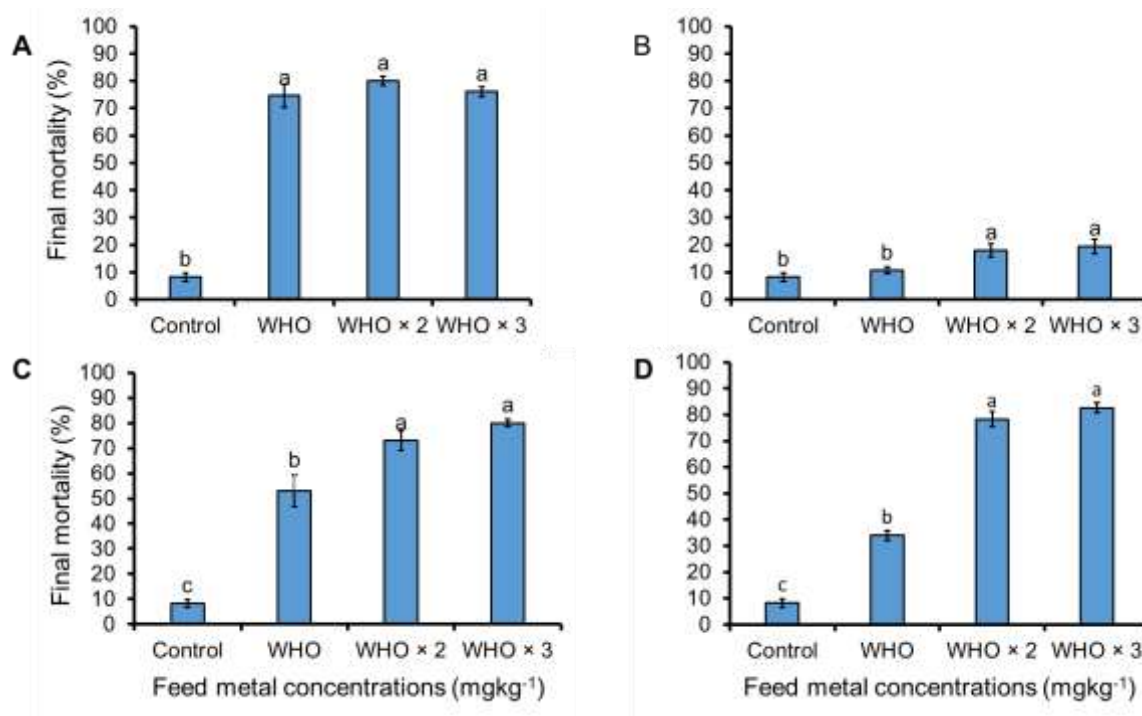 A
Final mortality (%)
100
90
80
70
60
50
40
30
20
10
0
b
a
a
a
Control WHO WHO × 2 WHO × 3
B
100
90
80
70
60
50
40
30
20
10
0
b
b
a
a
Control WHO WHO × 2 WHO × 3
C
Final mortality (%)
100
90
80
70
60
50
40
30
20
10
0
c
b
a
a
Control WHO WHO × 2 WHO × 3
Feed metal concentrations (mgkg⁻¹)
D
100
90
80
70
60
50
40
30
20
10
0
c
b
a
a
Control WHO WHO × 2 WHO × 3
Feed metal concentrations (mgkg⁻¹)